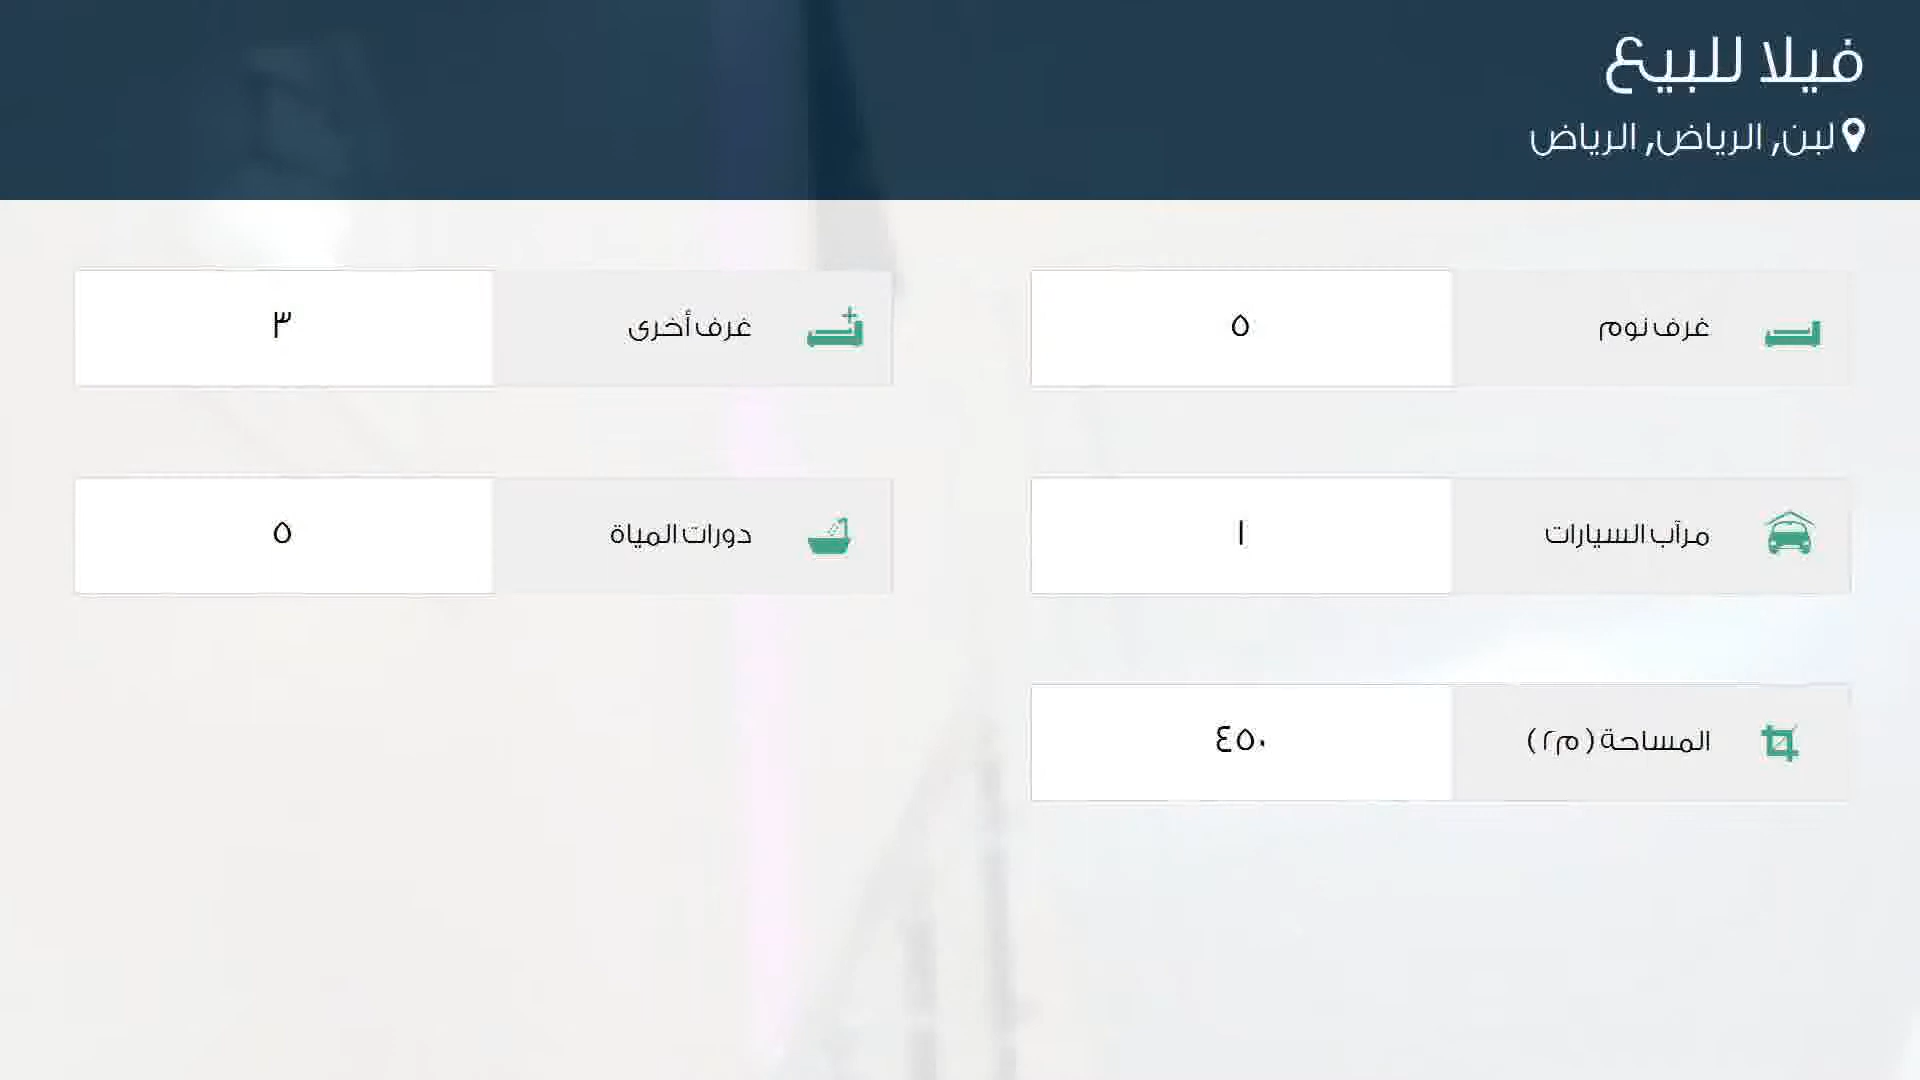 فيلا للبيع
لبن, الرياض, الرياض
غرف نوم
٥
غرف أخرى
٣
مرآب السيارات
١
دورات المياة
٥
المساحة ( م٢ )
٤٥٠